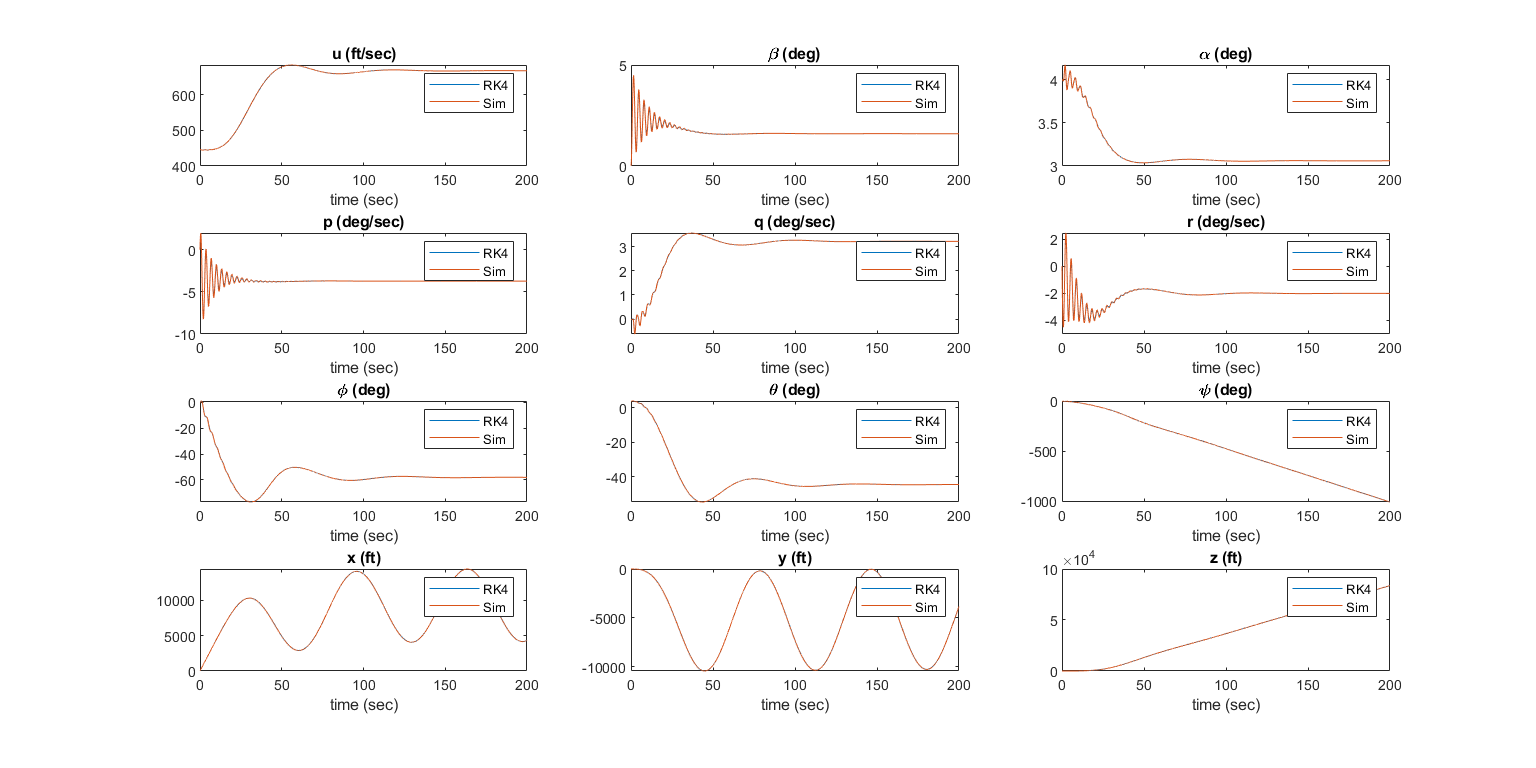 u (ft/sec)
600
500
400
RK4
Sim
0
50
100
150
200
time (sec)
β (deg)
5
0
RK4
Sim
0
50
100
150
200
time (sec)
α (deg)
4
3.5
3
RK4
Sim
0
50
100
150
200
time (sec)
p (deg/sec)
0
-5
-10
RK4
Sim
0
50
100
150
200
time (sec)
q (deg/sec)
3
2
1
0
RK4
Sim
0
50
100
150
200
time (sec)
r (deg/sec)
2
0
-2
-4
RK4
Sim
0
50
100
150
200
time (sec)
ϕ (deg)
0
-20
-40
-60
RK4
Sim
0
50
100
150
200
time (sec)
θ (deg)
0
-20
-40
RK4
Sim
0
50
100
150
200
time (sec)
ψ (deg)
0
-500
-1000
RK4
Sim
0
50
100
150
200
time (sec)
x (ft)
10000
5000
0
RK4
Sim
0
50
100
150
200
time (sec)
y (ft)
0
-5000
-10000
RK4
Sim
0
50
100
150
200
time (sec)
z (ft)
×10⁴
10
5
0
RK4
Sim
0
50
100
150
200
time (sec)